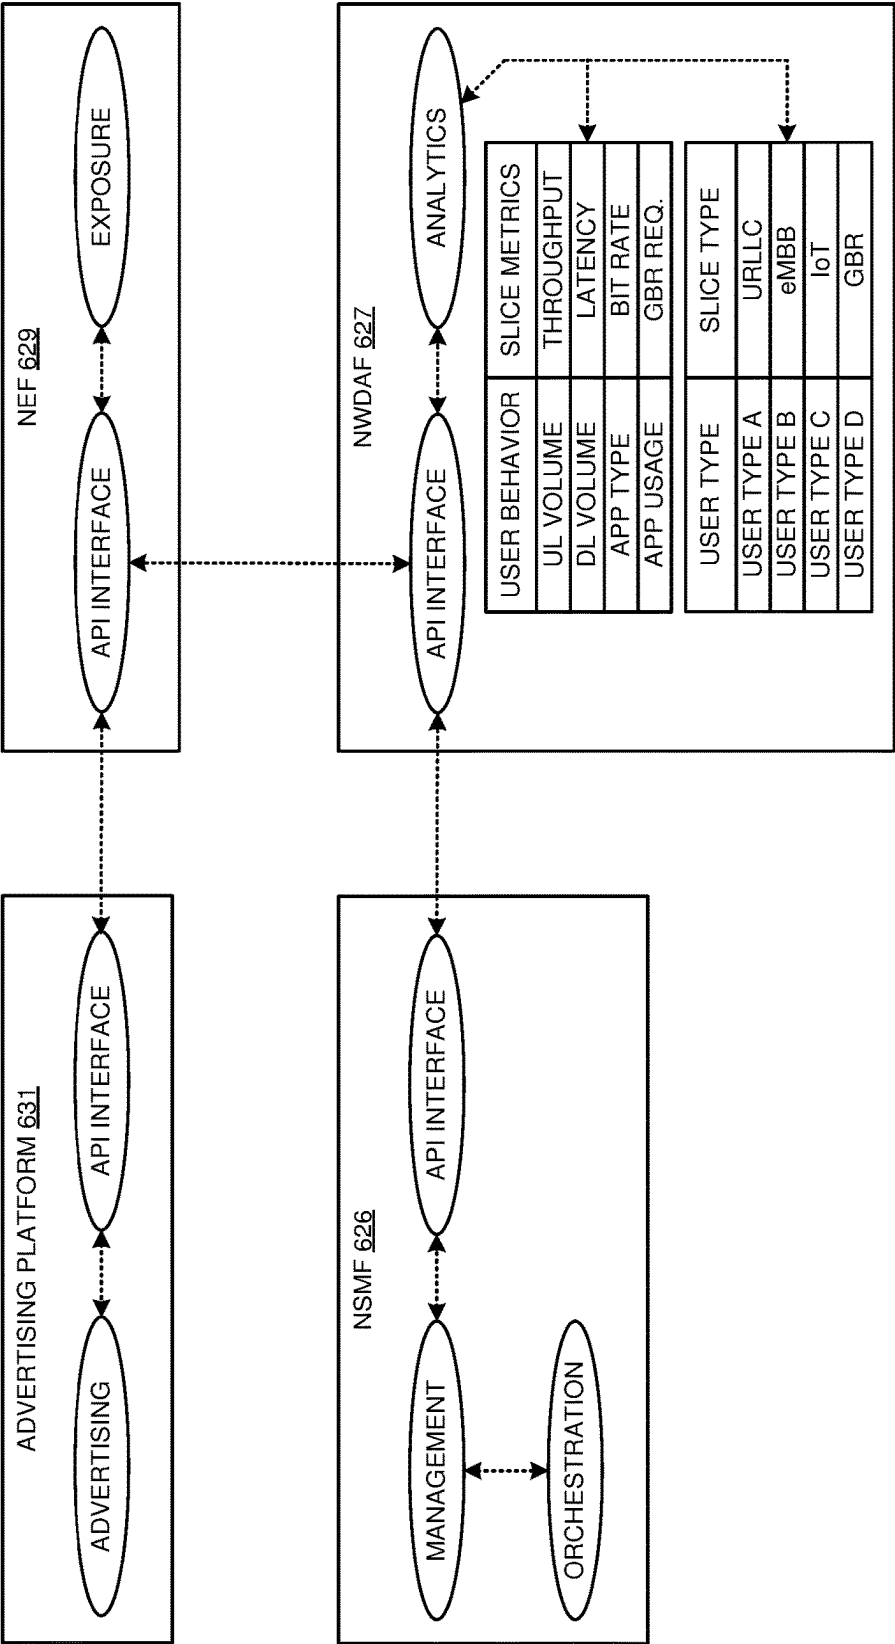 ADVERTISING PLATFORM 631
ADVERTISING
API INTERFACE
NEF 629
API INTERFACE
EXPOSURE
NSMF 626
MANAGEMENT
API INTERFACE
ORCHESTRATION
NWDAF 627
API INTERFACE
ANALYTICS
USER BEHAVIOR SLICE METRICS
UL VOLUME THROUGHPUT
DL VOLUME LATENCY
APP TYPE BIT RATE
APP USAGE GBR REQ.
USER TYPE SLICE TYPE
USER TYPE A URLLC
USER TYPE B eMBB
USER TYPE C IoT
USER TYPE D GBR